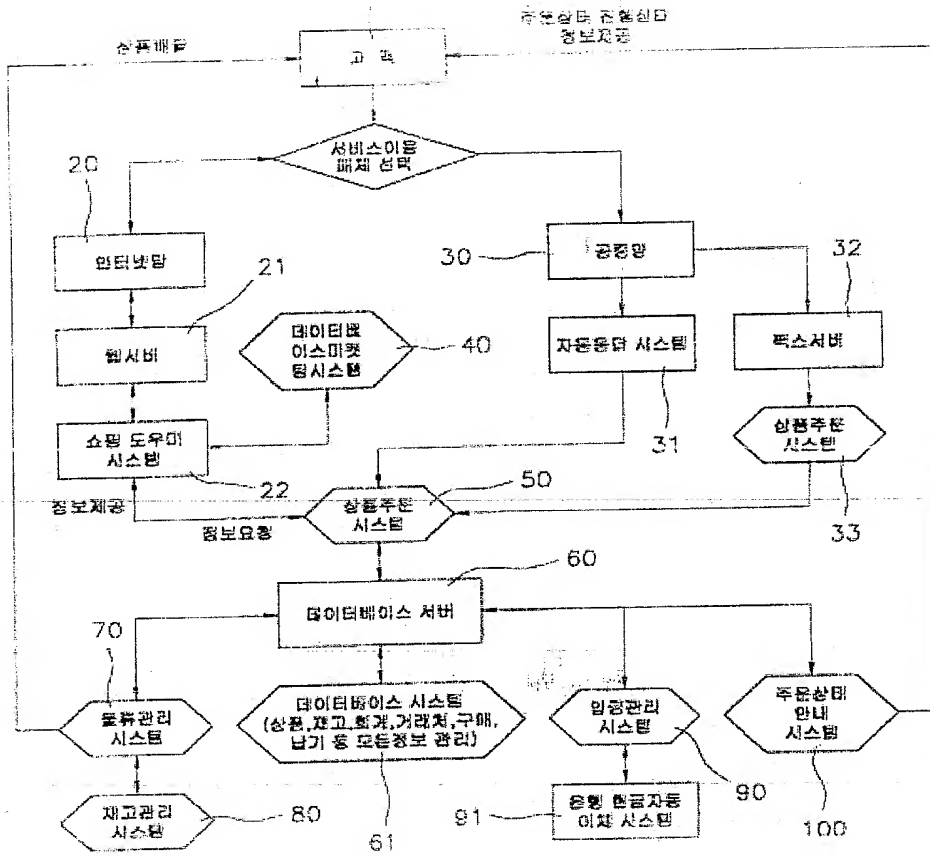 상품배달
주문상태 진행상태
정보제공
고 객
서비스이용
매체 선택
20
인터넷망
30
공중망
32
21
웹서버
데이터베
이스마켓
팅시스템
40
자동응답 시스템
팩스서버
31
쇼핑 도우미
시스템
22
상품주문
시스템
33
정보제공
정보요청
상품주문
시스템
50
60
데이터베이스 서버
70
물류관리
시스템
데이터베이스 시스템
(상품,재고,회계,거래처,구매,
납기 등 모든정보 관리)
61
입금관리
시스템
90
주문상태
안내
시스템
100
재고관리
시스템
80
91
은행 현금자동
이체 시스템